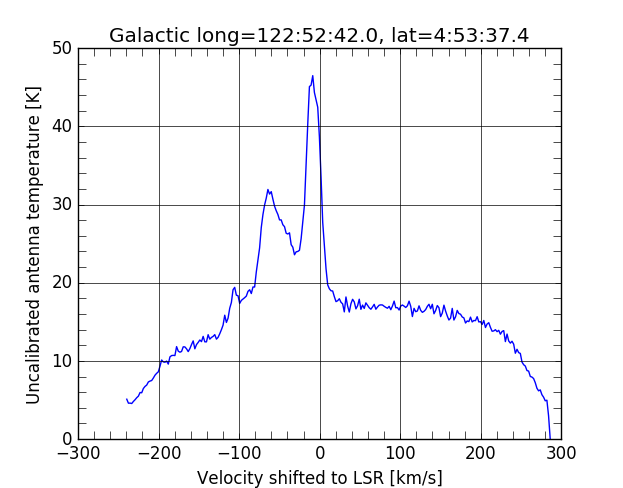 Galactic long=122:52:42.0, lat=4:53:37.4
Uncalibrated antenna temperature [K]
50
40
30
20
10
0
−300 −200 −100 0 100 200 300
Velocity shifted to LSR [km/s]